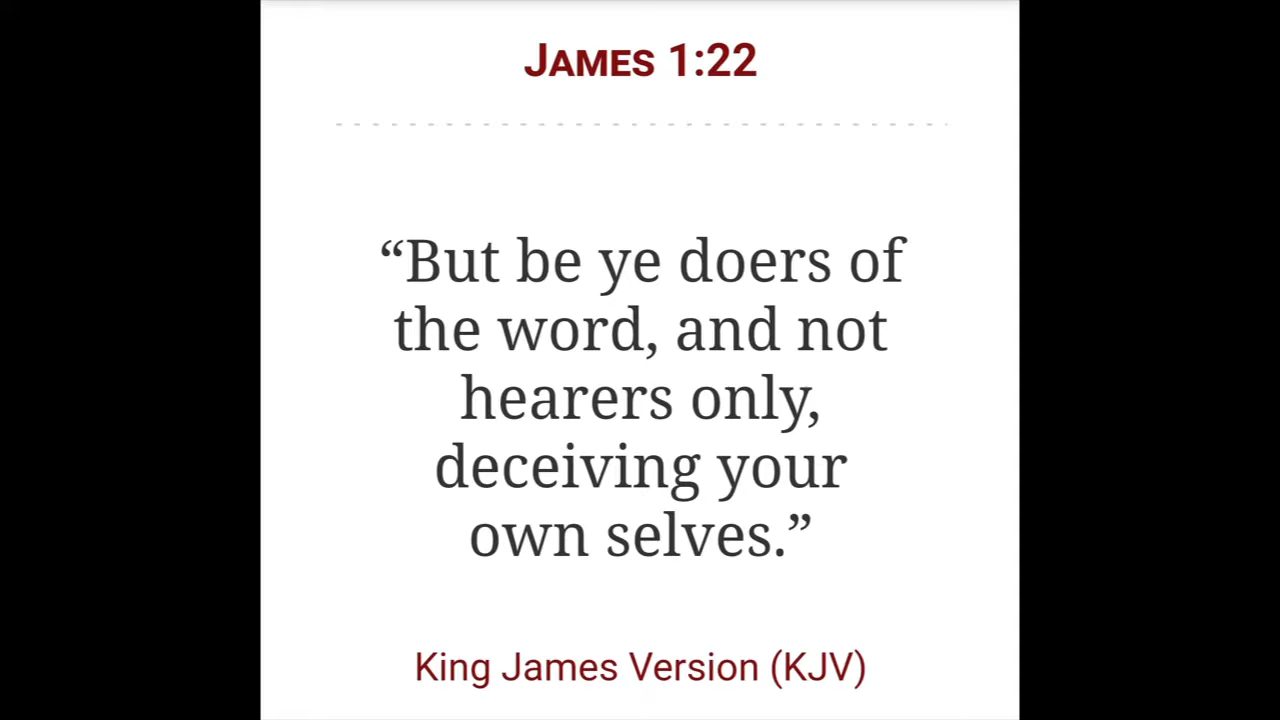 JAMES 1:22
“But be ye doers of
the word, and not
hearers only,
deceiving your
own selves.”
King James Version (KJV)